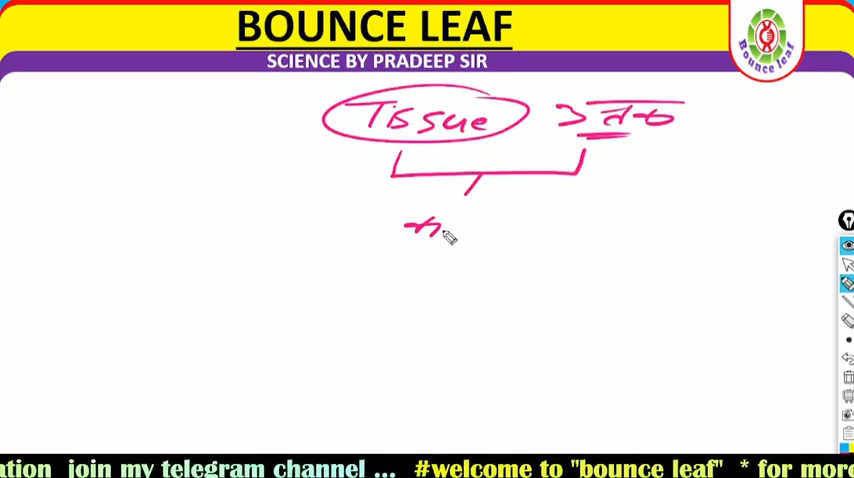 BOUNCE LEAF
SCIENCE BY PRADEEP SIR
Bounce leaf
Tissue ऊतक
ation join my telegram channel ... #welcome to "bounce leaf" * for more